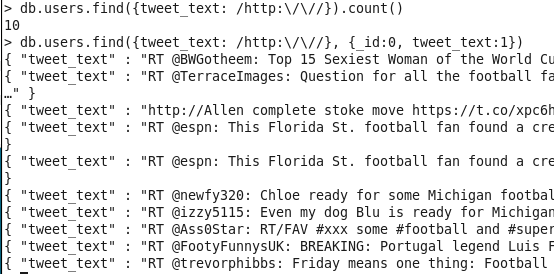 > db.users.find({tweet_text: /http:\/\//}).count()
10
> db.users.find({tweet_text: /http:\/\//}, {_id:0, tweet_text:1})
{ "tweet_text" : "RT @BWGotheem: Top 15 Sexiest Woman of the World Cu
{ "tweet_text" : "RT @TerraceImages: Question for all the football fa
…" }
{ "tweet_text" : "http://Allen complete stoke move https://t.co/xpc6h
{ "tweet_text" : "RT @espn: This Florida St. football fan found a cre
}
{ "tweet_text" : "RT @espn: This Florida St. football fan found a cre
}
{ "tweet_text" : "RT @newfy320: Chloe ready for some Michigan footbal
{ "tweet_text" : "RT @izzy5115: Even my dog Blu is ready for Michigan
{ "tweet_text" : "RT @Ass0Star: RT/FAV #xxx some #football and #super
{ "tweet_text" : "RT @FootyFunnysUK: BREAKING: Portugal legend Luis F
{ "tweet_text" : "RT @trevorphibbs: Friday means one thing: Football